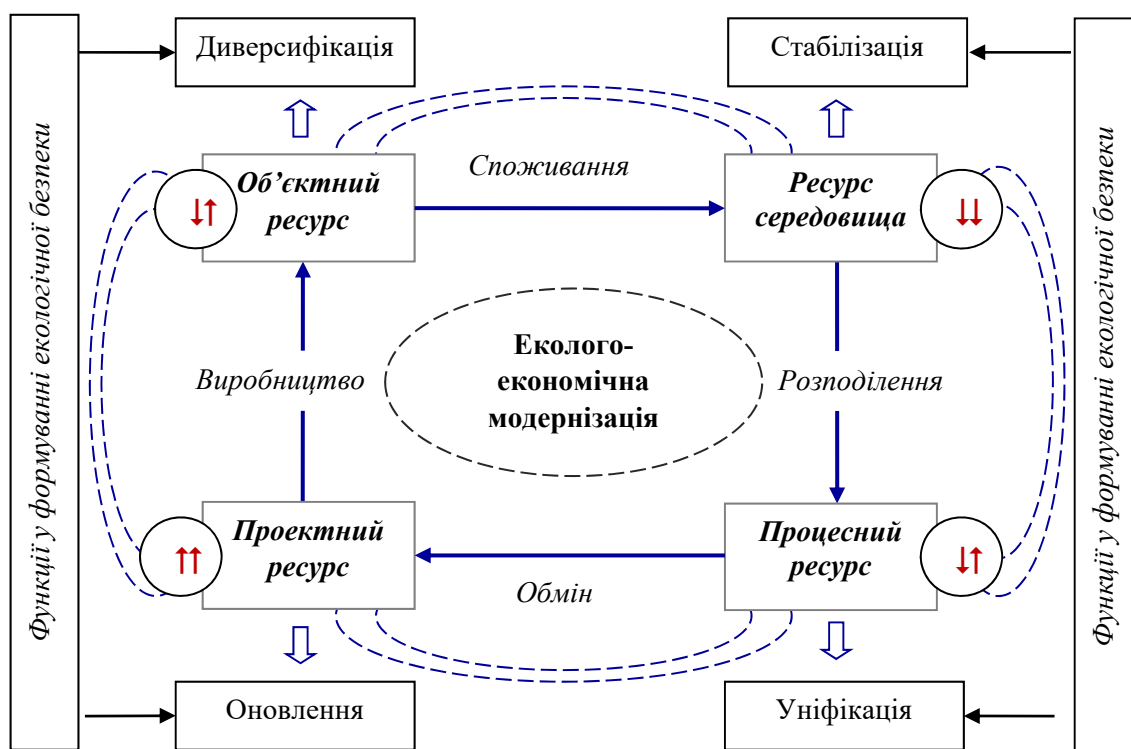 Функції у формуванні екологічної безпеки
Диверсифікація
Стабілізація
Функції у формуванні екологічної безпеки
Об’єктний
ресурс
↓↑
Споживання
Ресурс
середовища
↓↓
Виробництво
Еколого-
економічна
модернізація
Розподілення
Проектний
ресурс
↑↑
Обмін
Процесний
ресурс
↓↑
Оновлення
Уніфікація